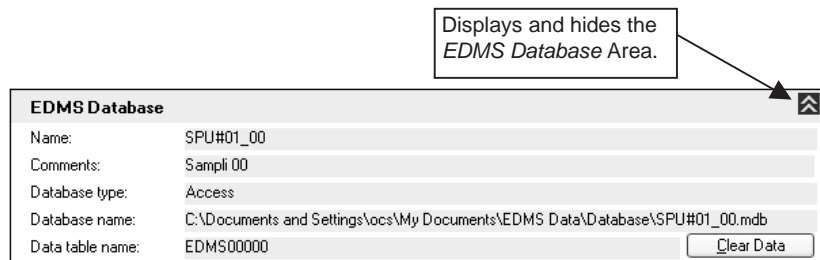 Displays and hides the
EDMS Database Area.
EDMS Database
Name: SPU#01_00
Comments: Sampli 00
Database type: Access
Database name: C:\Documents and Settings\ocs\My Documents\EDMS Data\Database\SPU#01_00.mdb
Data table name: EDMS00000 Clear Data